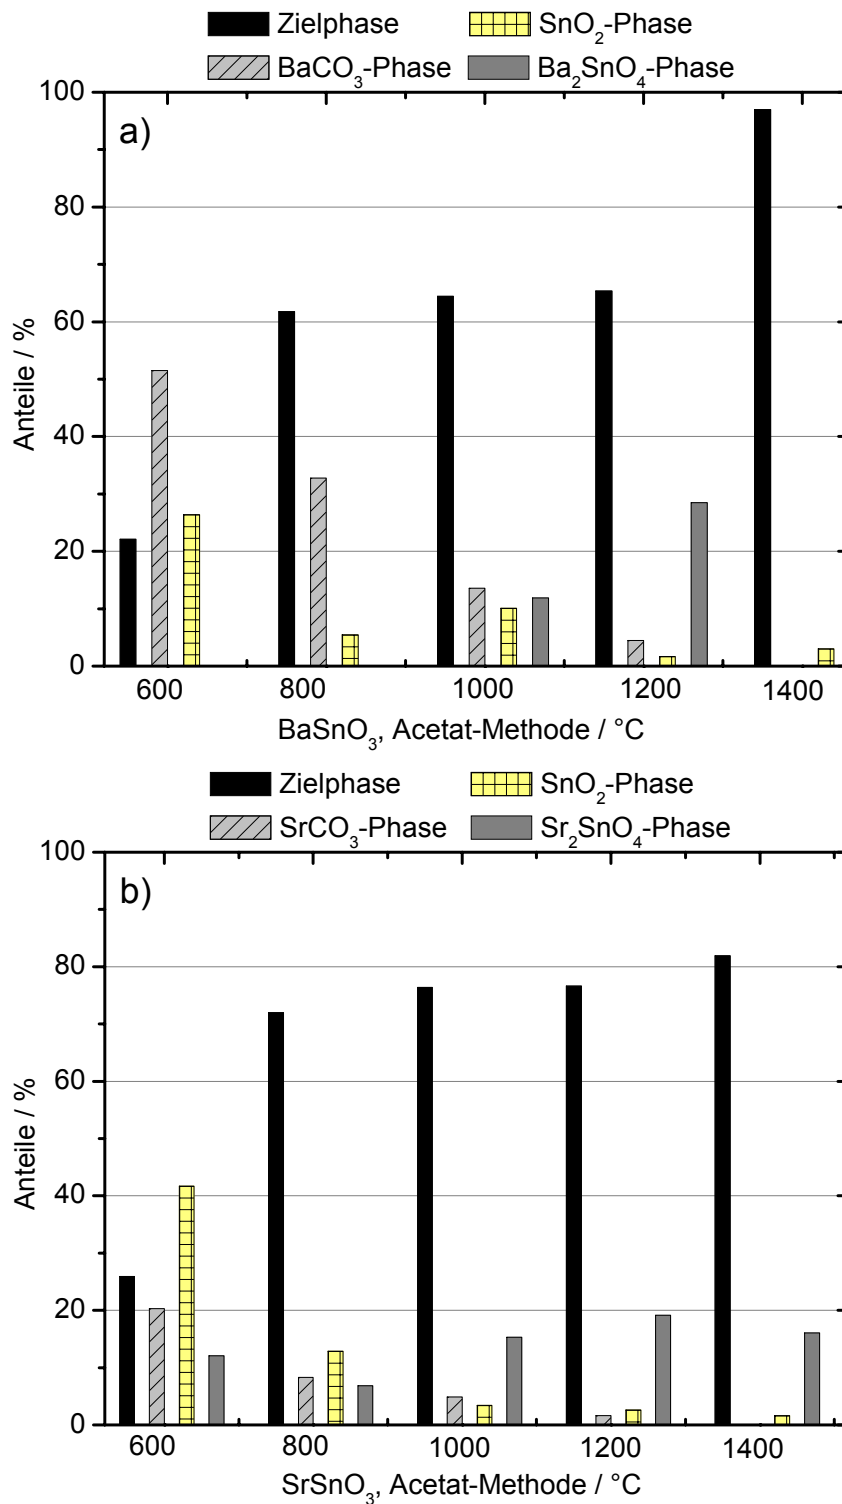 Zielphase SnO₂-Phase
BaCO₃-Phase Ba₂SnO₄-Phase
a)
100
80
60
40
20
0
Anteile / %
600 800 1000 1200 1400
BaSnO₃, Acetat-Methode / °C
Zielphase SnO₂-Phase
SrCO₃-Phase Sr₂SnO₄-Phase
b)
100
80
60
40
20
0
Anteile / %
600 800 1000 1200 1400
SrSnO₃, Acetat-Methode / °C